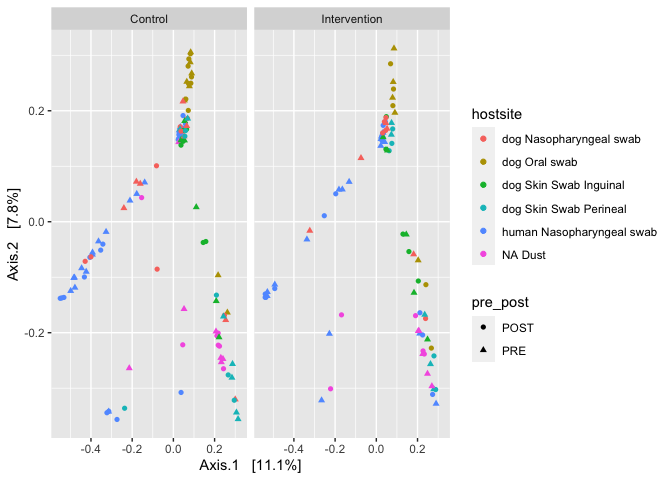 Control
Intervention
0.2
0.0
-0.2
Axis.2 [7.8%]
-0.4
-0.2
0.0
0.2
-0.4
-0.2
0.0
0.2
Axis.1 [11.1%]
hostsite
dog Nasopharyngeal swab
dog Oral swab
dog Skin Swab Inguinal
dog Skin Swab Perineal
human Nasopharyngeal swab
NA Dust
pre_post
POST
PRE